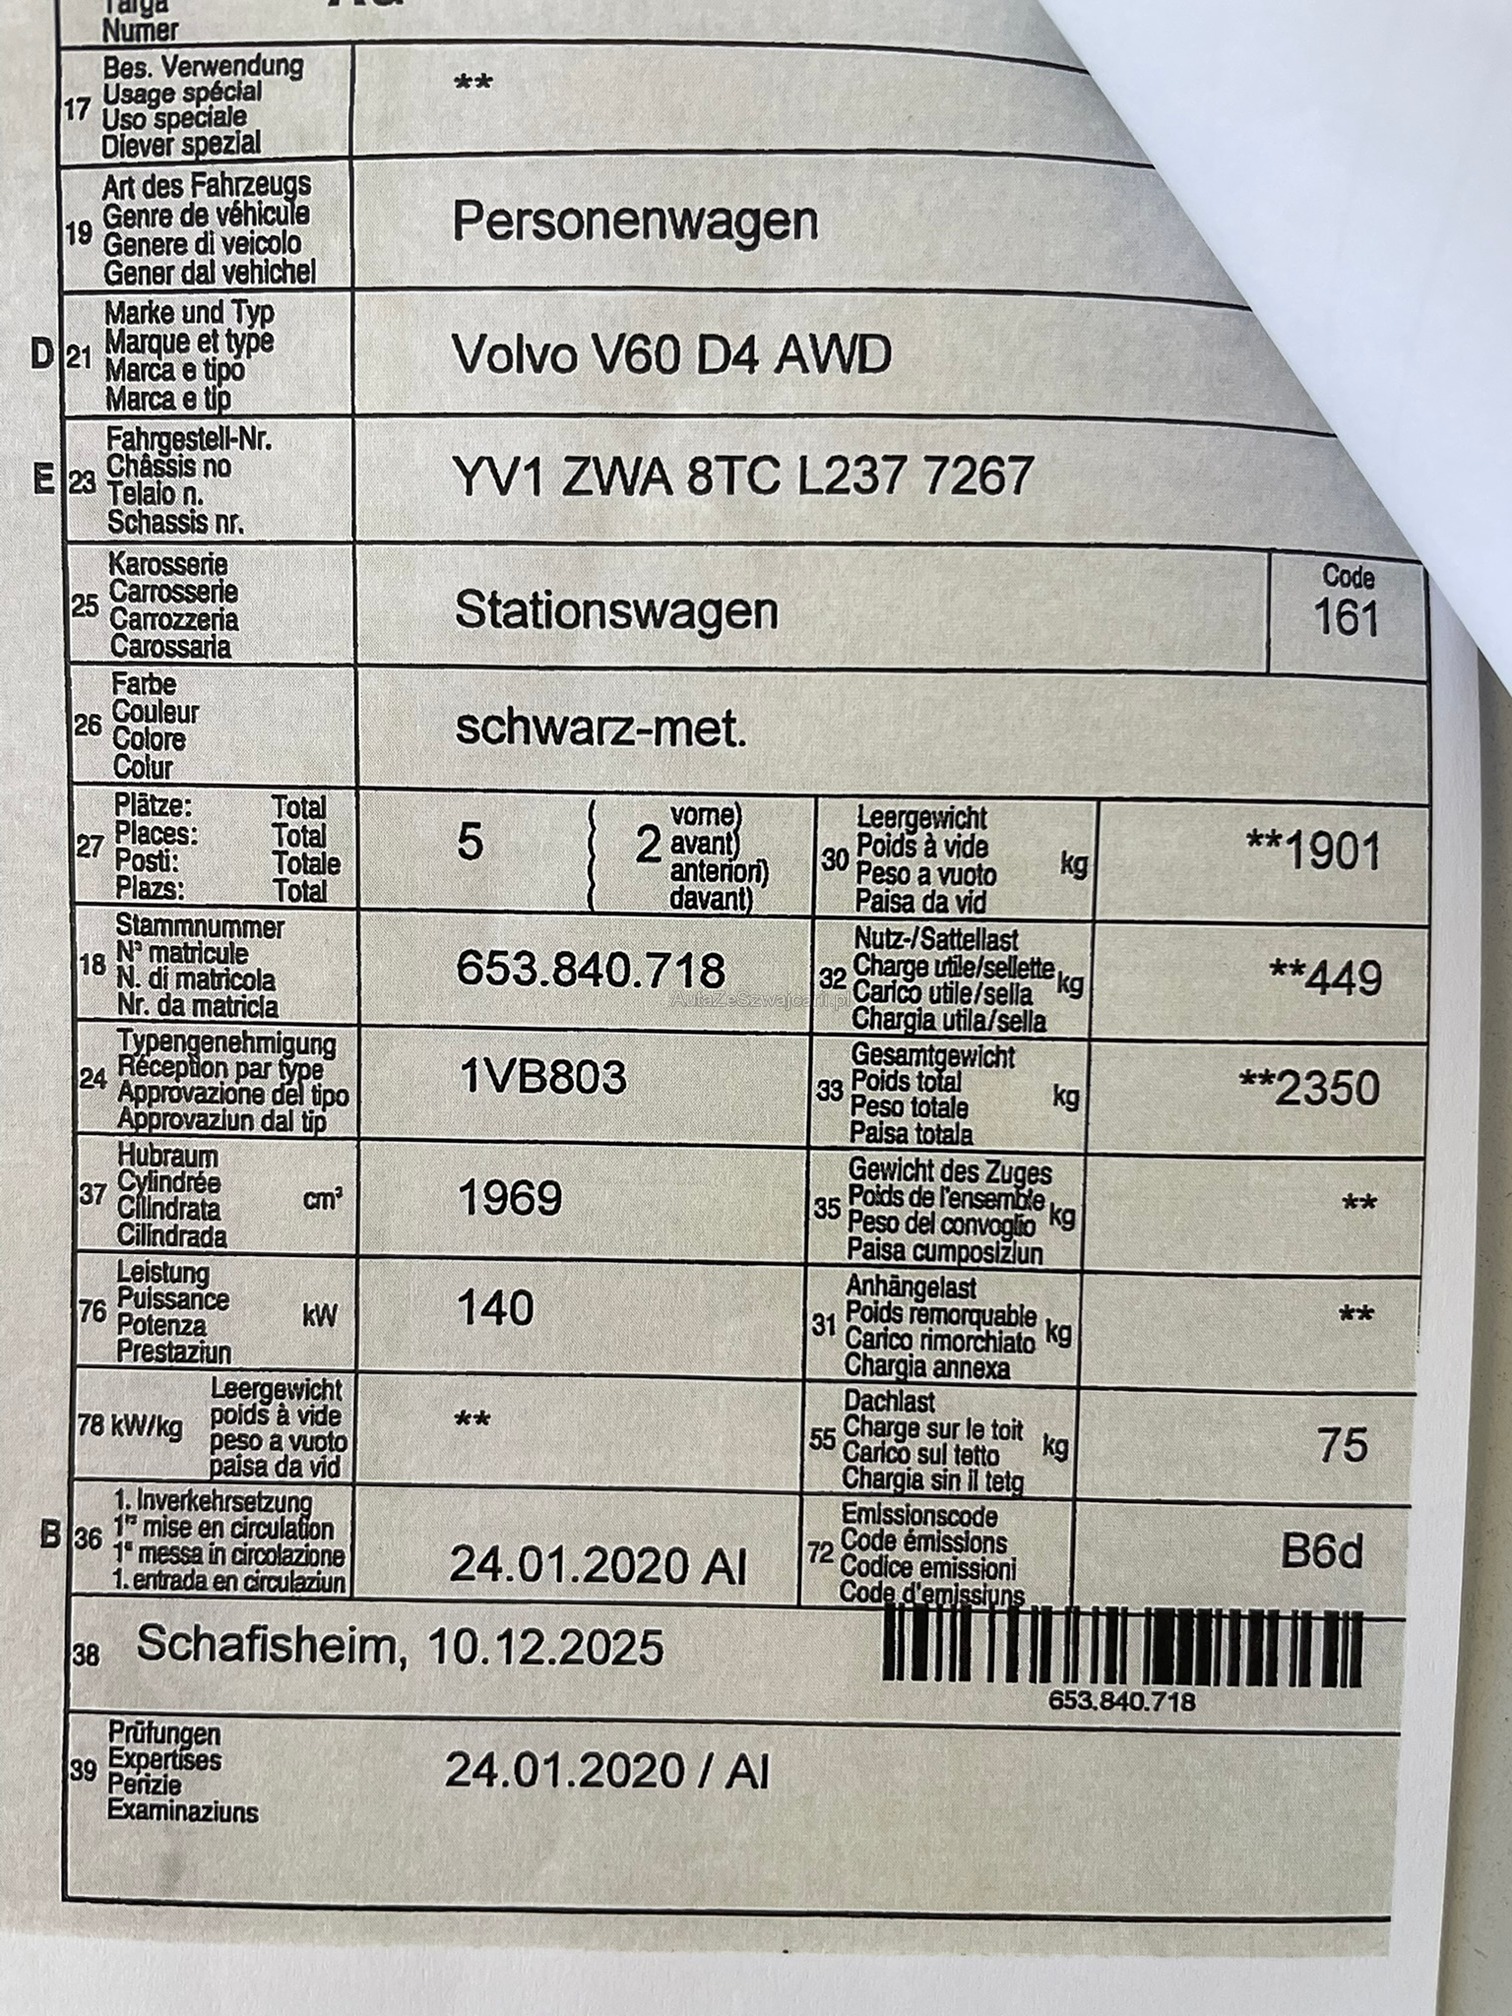 Targa
Numer
17 Bes. Verwendung
Usage spécial
Uso speciale
Diever spezial
**
19 Art des Fahrzeugs
Genre de véhicule
Genere di veicolo
Gener dal vehichel
Personenwagen
D 21 Marke und Typ
Marque et type
Marca e tipo
Marca e tip
Volvo V60 D4 AWD
E 23 Fahrgestell-Nr.
Châssis no
Telaio n.
Schassis nr.
YV1 ZWA 8TC L237 7267
25 Karosserie
Carrosserie
Carrozzeria
Carossaria
Stationswagen
Code
161
26 Farbe
Couleur
Colore
Colur
schwarz-met.
27 Plätze: Total
Places: Total
Posti: Totale
Plazs: Total
5 ( 2 vorne)
avant)
anteriori)
davant)
30 Leergewicht
Poids à vide
Peso a vuoto
Paisa da vid
kg
**1901
18 Stammnummer
N° matricule
N. di matricola
Nr. da matricla
653.840.718
AutaZeSzwajcarii.pl
32 Nutz-/Sattellast
Charge utile/sellette
Carico utile/sella
Chargia utila/sella
kg
**449
24 Typengenehmigung
Réception par type
Approvazione del tipo
Approvaziun dal tip
1VB803
33 Gesamtgewicht
Poids total
Peso totale
Paisa totala
kg
**2350
37 Hubraum
Cylindrée
Cilindrata
Cilindrada
cm³
1969
35 Gewicht des Zuges
Poids de l'ensemble
Peso del convoglio
Paisa cumposiziun
kg
**
76 Leistung
Puissance
Potenza
Prestaziun
kW
140
31 Anhängelast
Poids remorquable
Carico rimorchiato
Chargia annexa
kg
**
78 kW/kg Leergewicht
poids à vide
peso a vuoto
paisa da vid
**
55 Dachlast
Charge sur le toit
Carico sul tetto
Chargia sin il tetg
kg
75
B 36 1. Inverkehrsetzung
1re mise en circulation
1a messa in circolazione
1. entrada en circulaziun
24.01.2020 AI
72 Emissionscode
Code émissions
Codice emissioni
Code d'emissiuns
B6d
38 Schafisheim, 10.12.2025
653.840.718
39 Prüfungen
Expertises
Perizie
Examinaziuns
24.01.2020 / AI